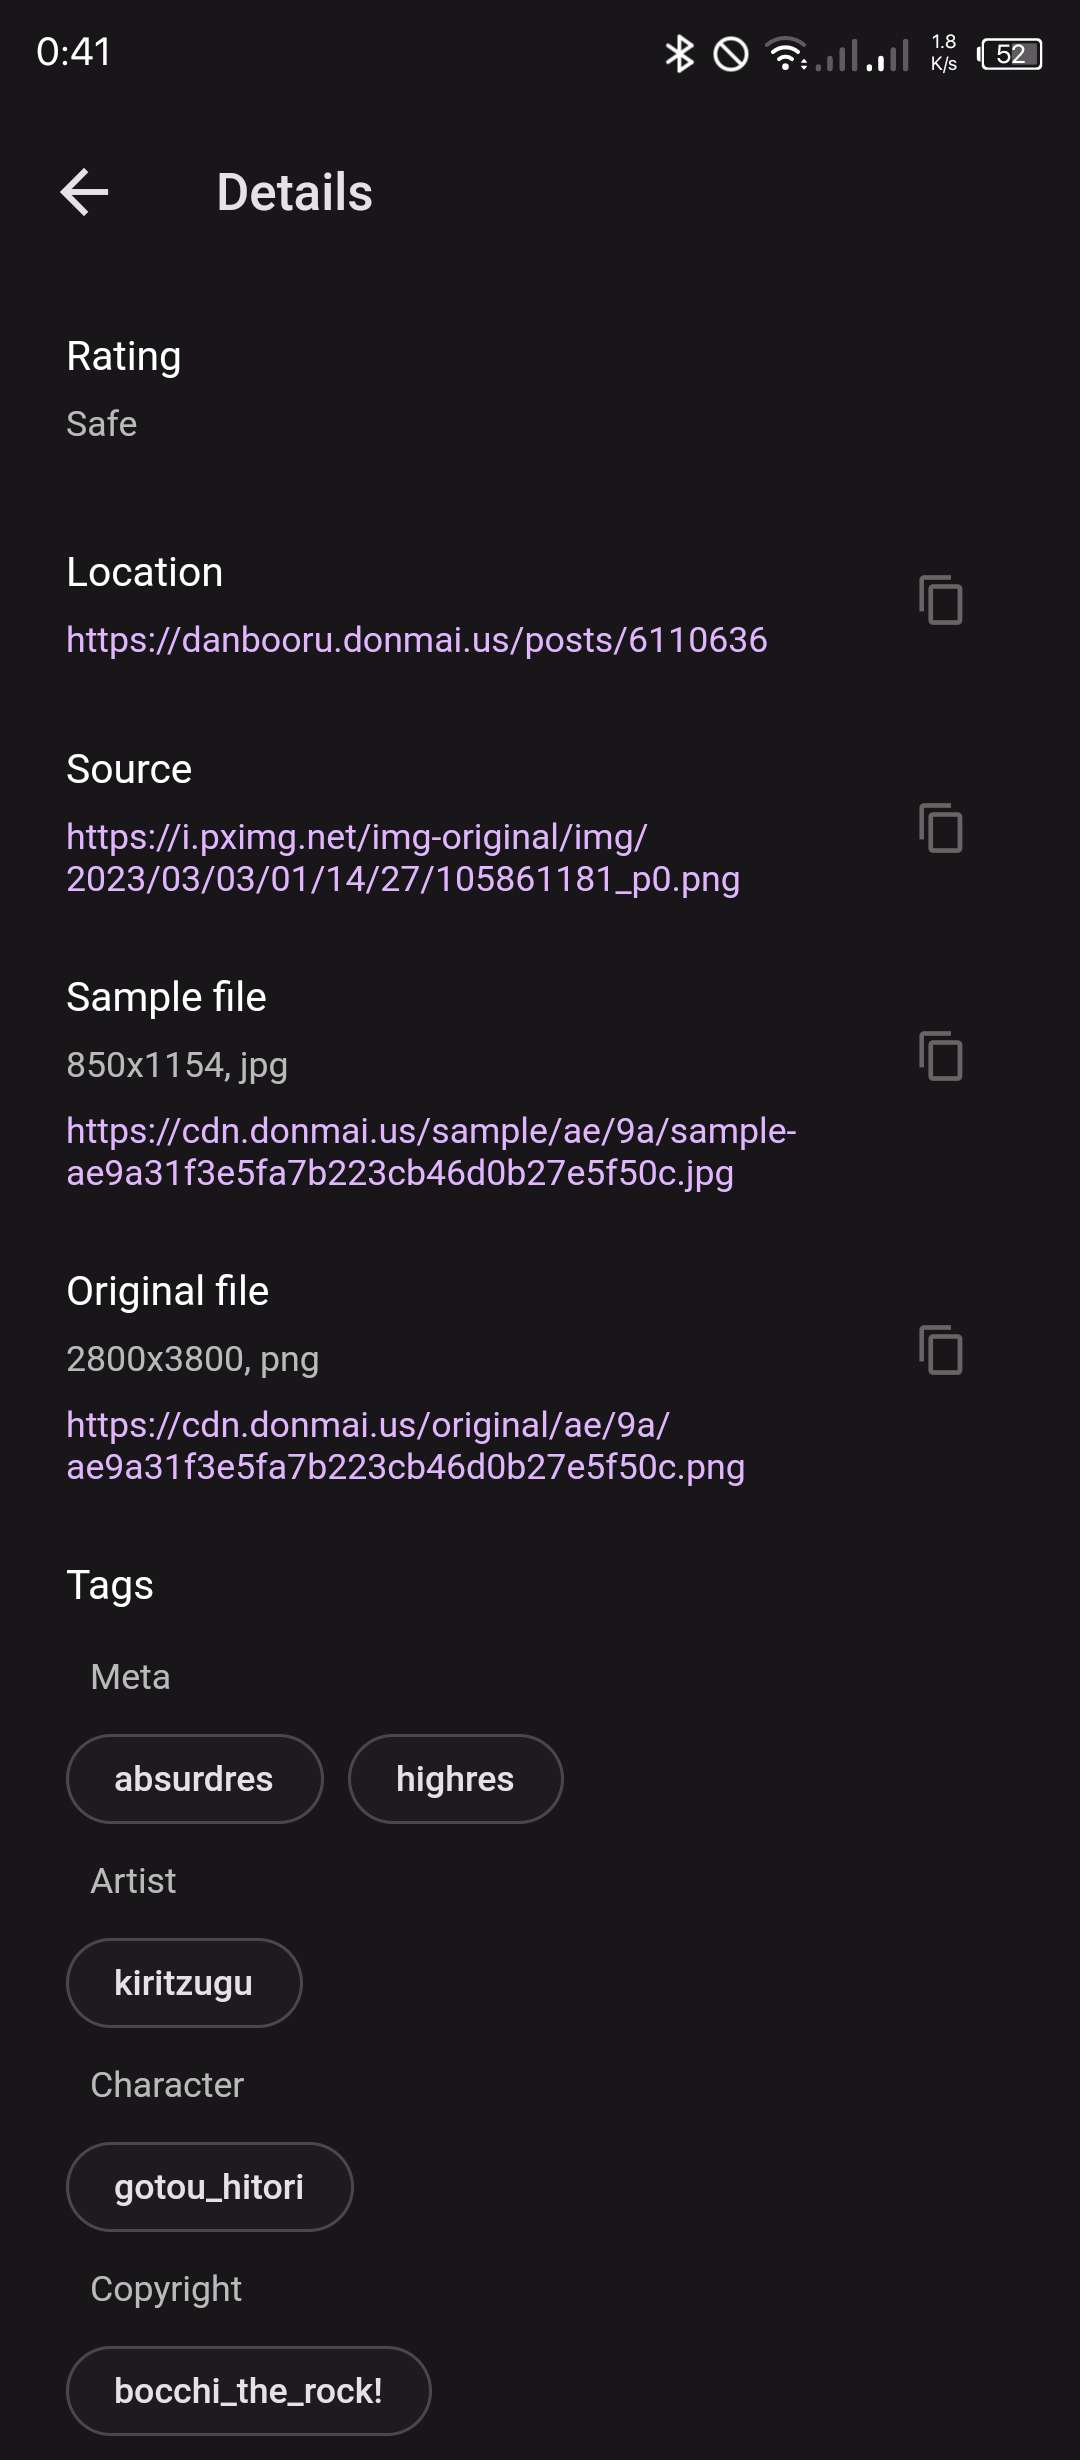 0:41
1.8
K/s
52
Details
Rating
Safe
Location
https://danbooru.donmai.us/posts/6110636
Source
https://i.pximg.net/img-original/img/
2023/03/03/01/14/27/105861181_p0.png
Sample file
850x1154, jpg
https://cdn.donmai.us/sample/ae/9a/sample-
ae9a31f3e5fa7b223cb46d0b27e5f50c.jpg
Original file
2800x3800, png
https://cdn.donmai.us/original/ae/9a/
ae9a31f3e5fa7b223cb46d0b27e5f50c.png
Tags
Meta
absurdres highres
Artist
kiritzugu
Character
gotou_hitori
Copyright
bocchi_the_rock!